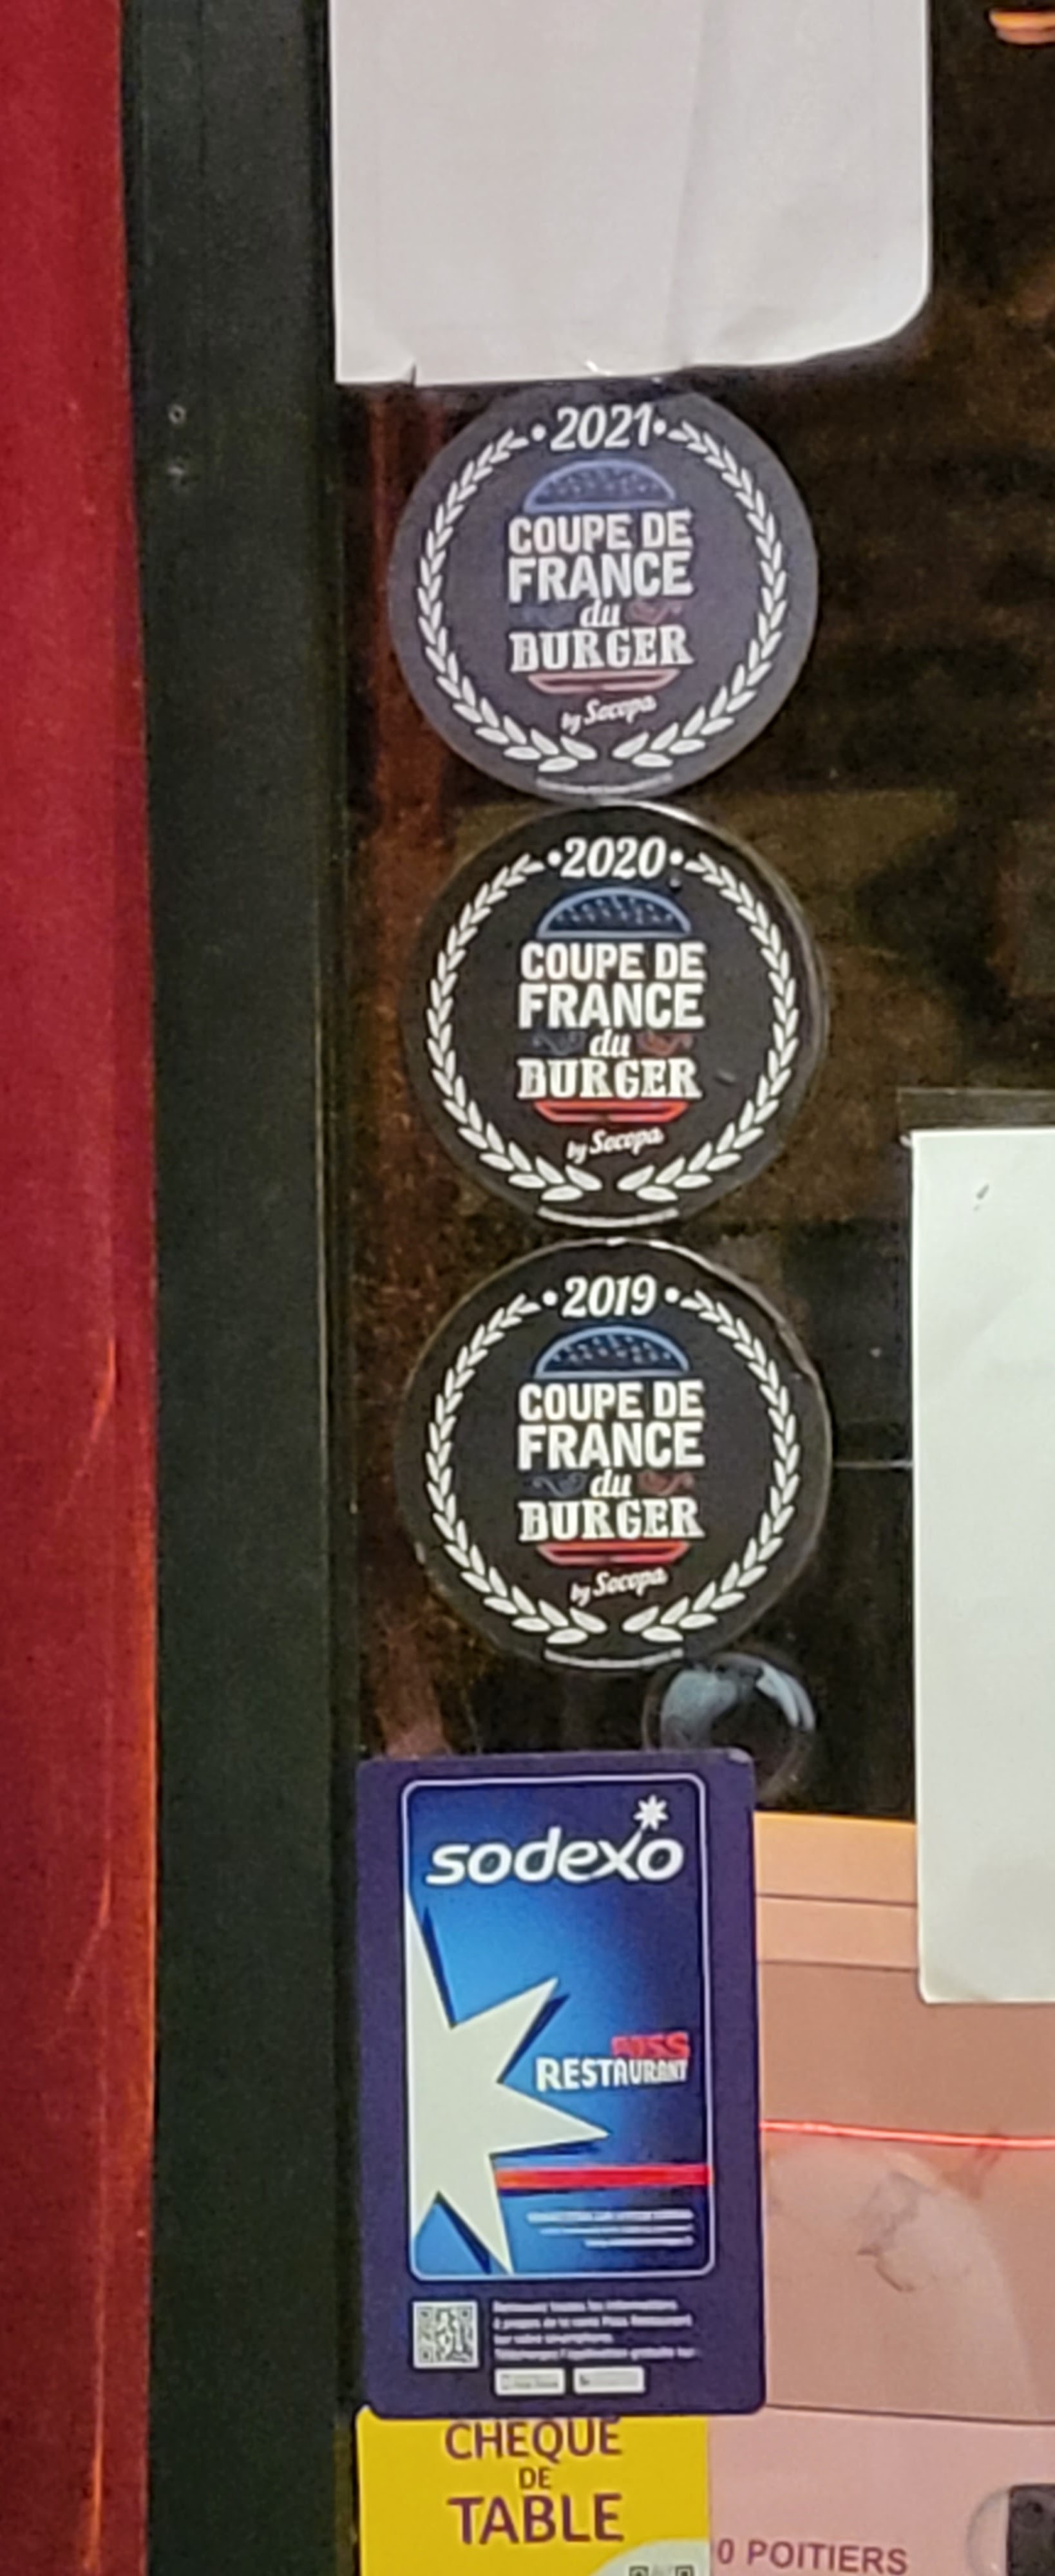 •2021•
COUPE DE
FRANCE
du
BURGER
by Socopa
•2020•
COUPE DE
FRANCE
du
BURGER
by Socopa
•2019•
COUPE DE
FRANCE
du
BURGER
by Socopa
sodexo
PASS
RESTAURANT
CHEQUE
DE
TABLE
0 POITIERS